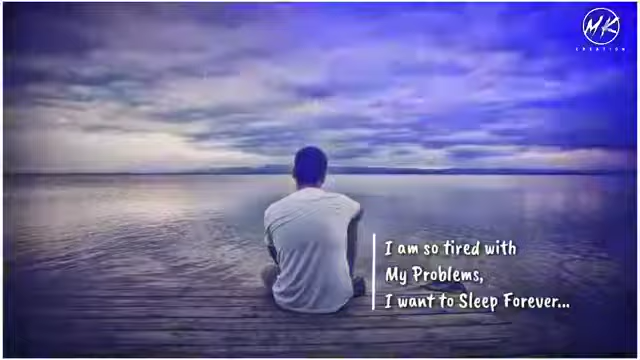 MK
CREATION
I am so tired with
My Problems,
I want to Sleep Forever...